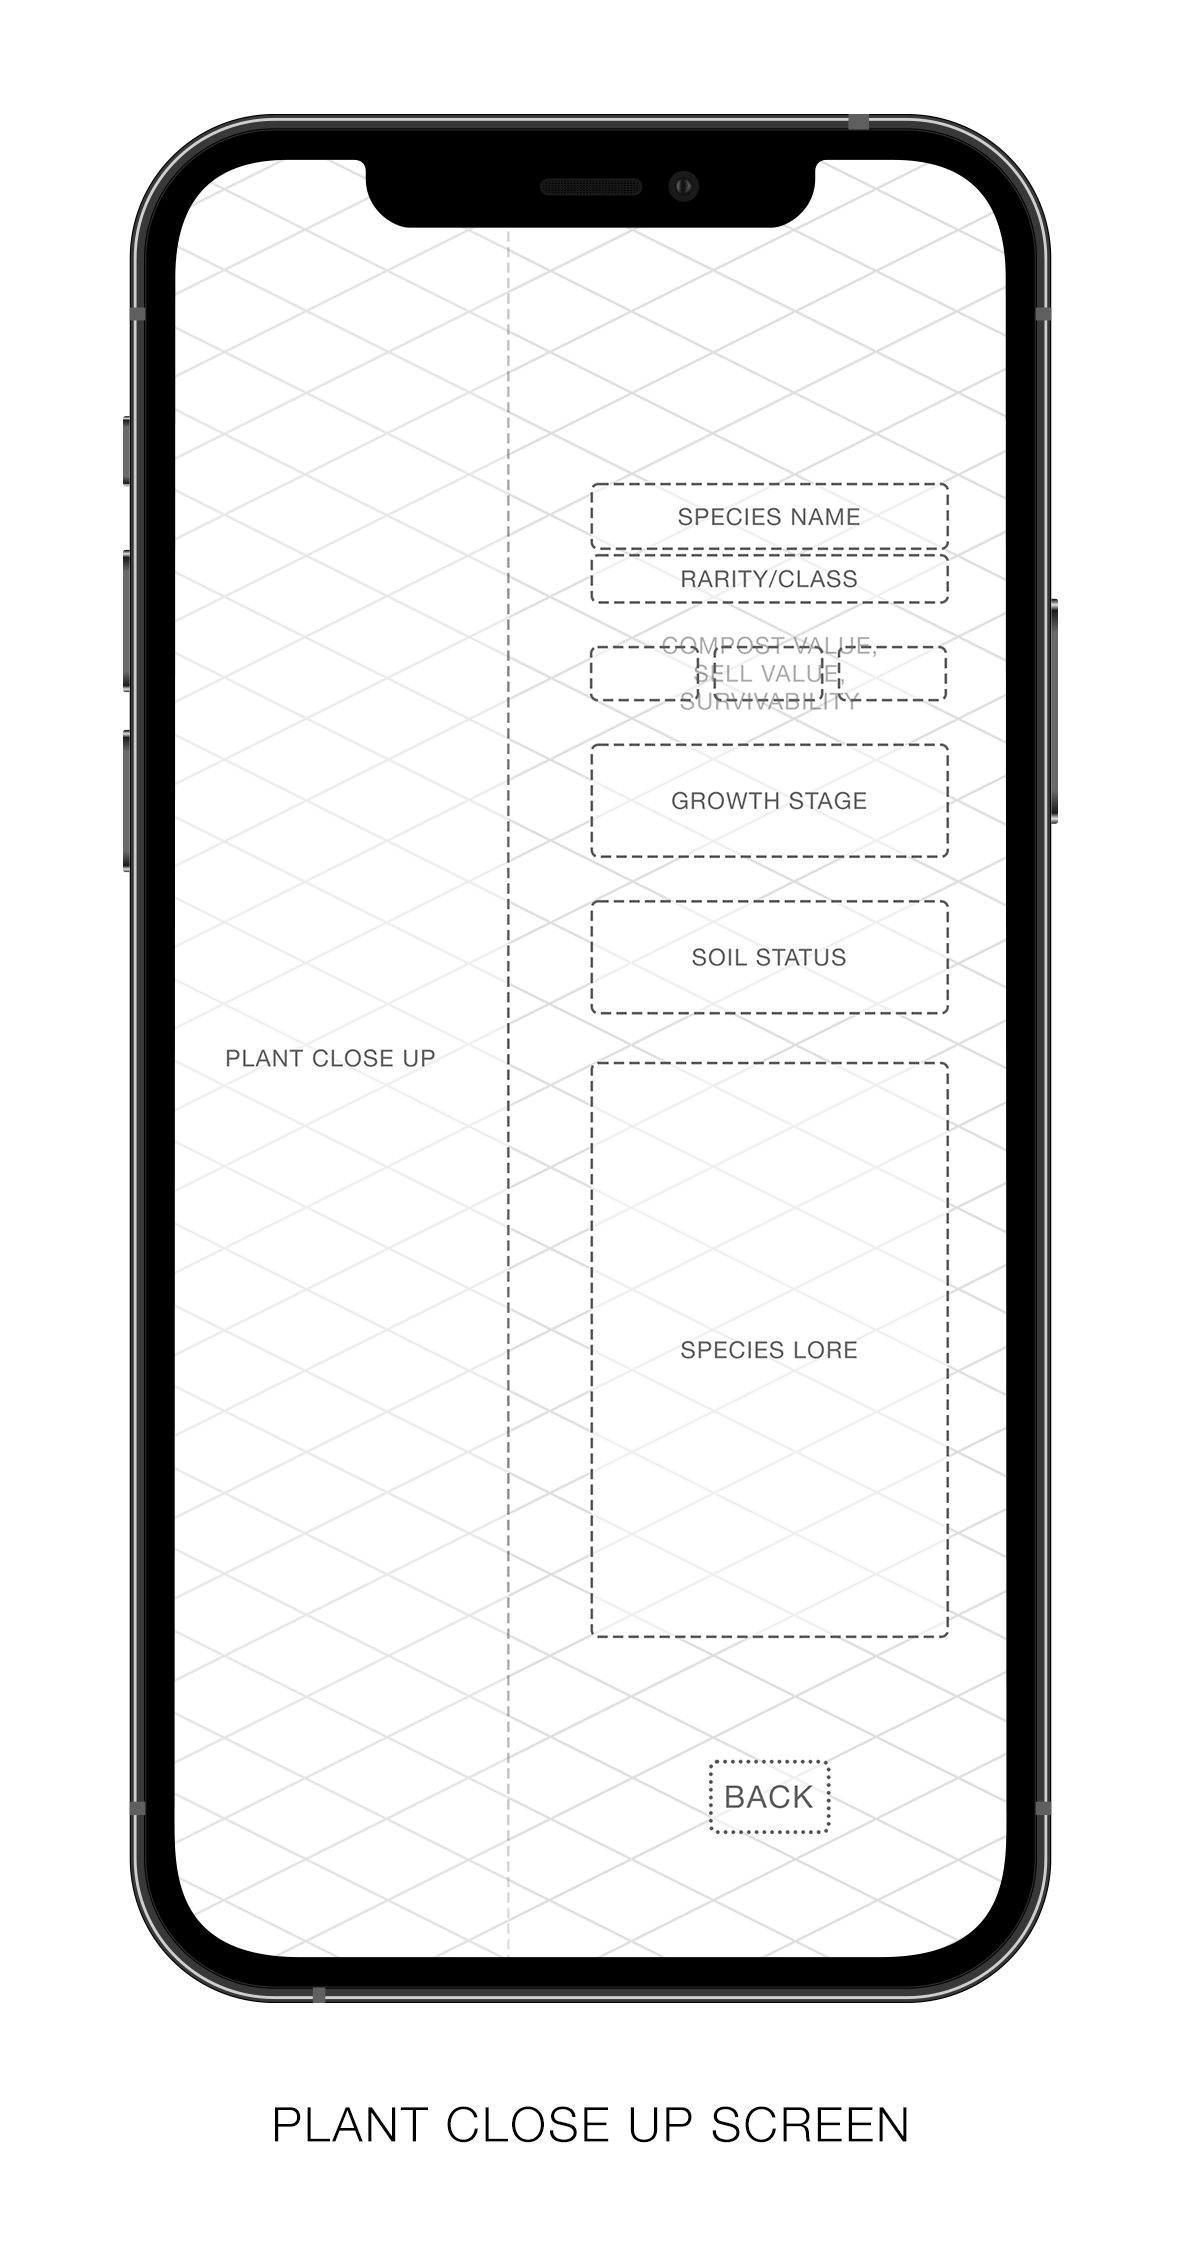 SPECIES NAME
RARITY/CLASS
COMPOST VALUE,
SELL VALUE,
SURVIVABILITY
GROWTH STAGE
SOIL STATUS
PLANT CLOSE UP
SPECIES LORE
BACK
PLANT CLOSE UP SCREEN